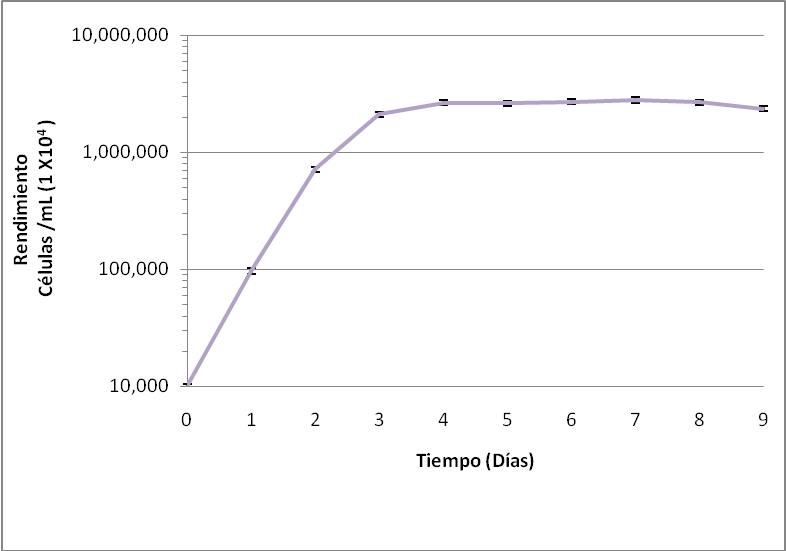 10,000,000
1,000,000
100,000
10,000
Rendimiento
Células /mL (1 X10⁴ )
0 1 2 3 4 5 6 7 8 9
Tiempo (Días)